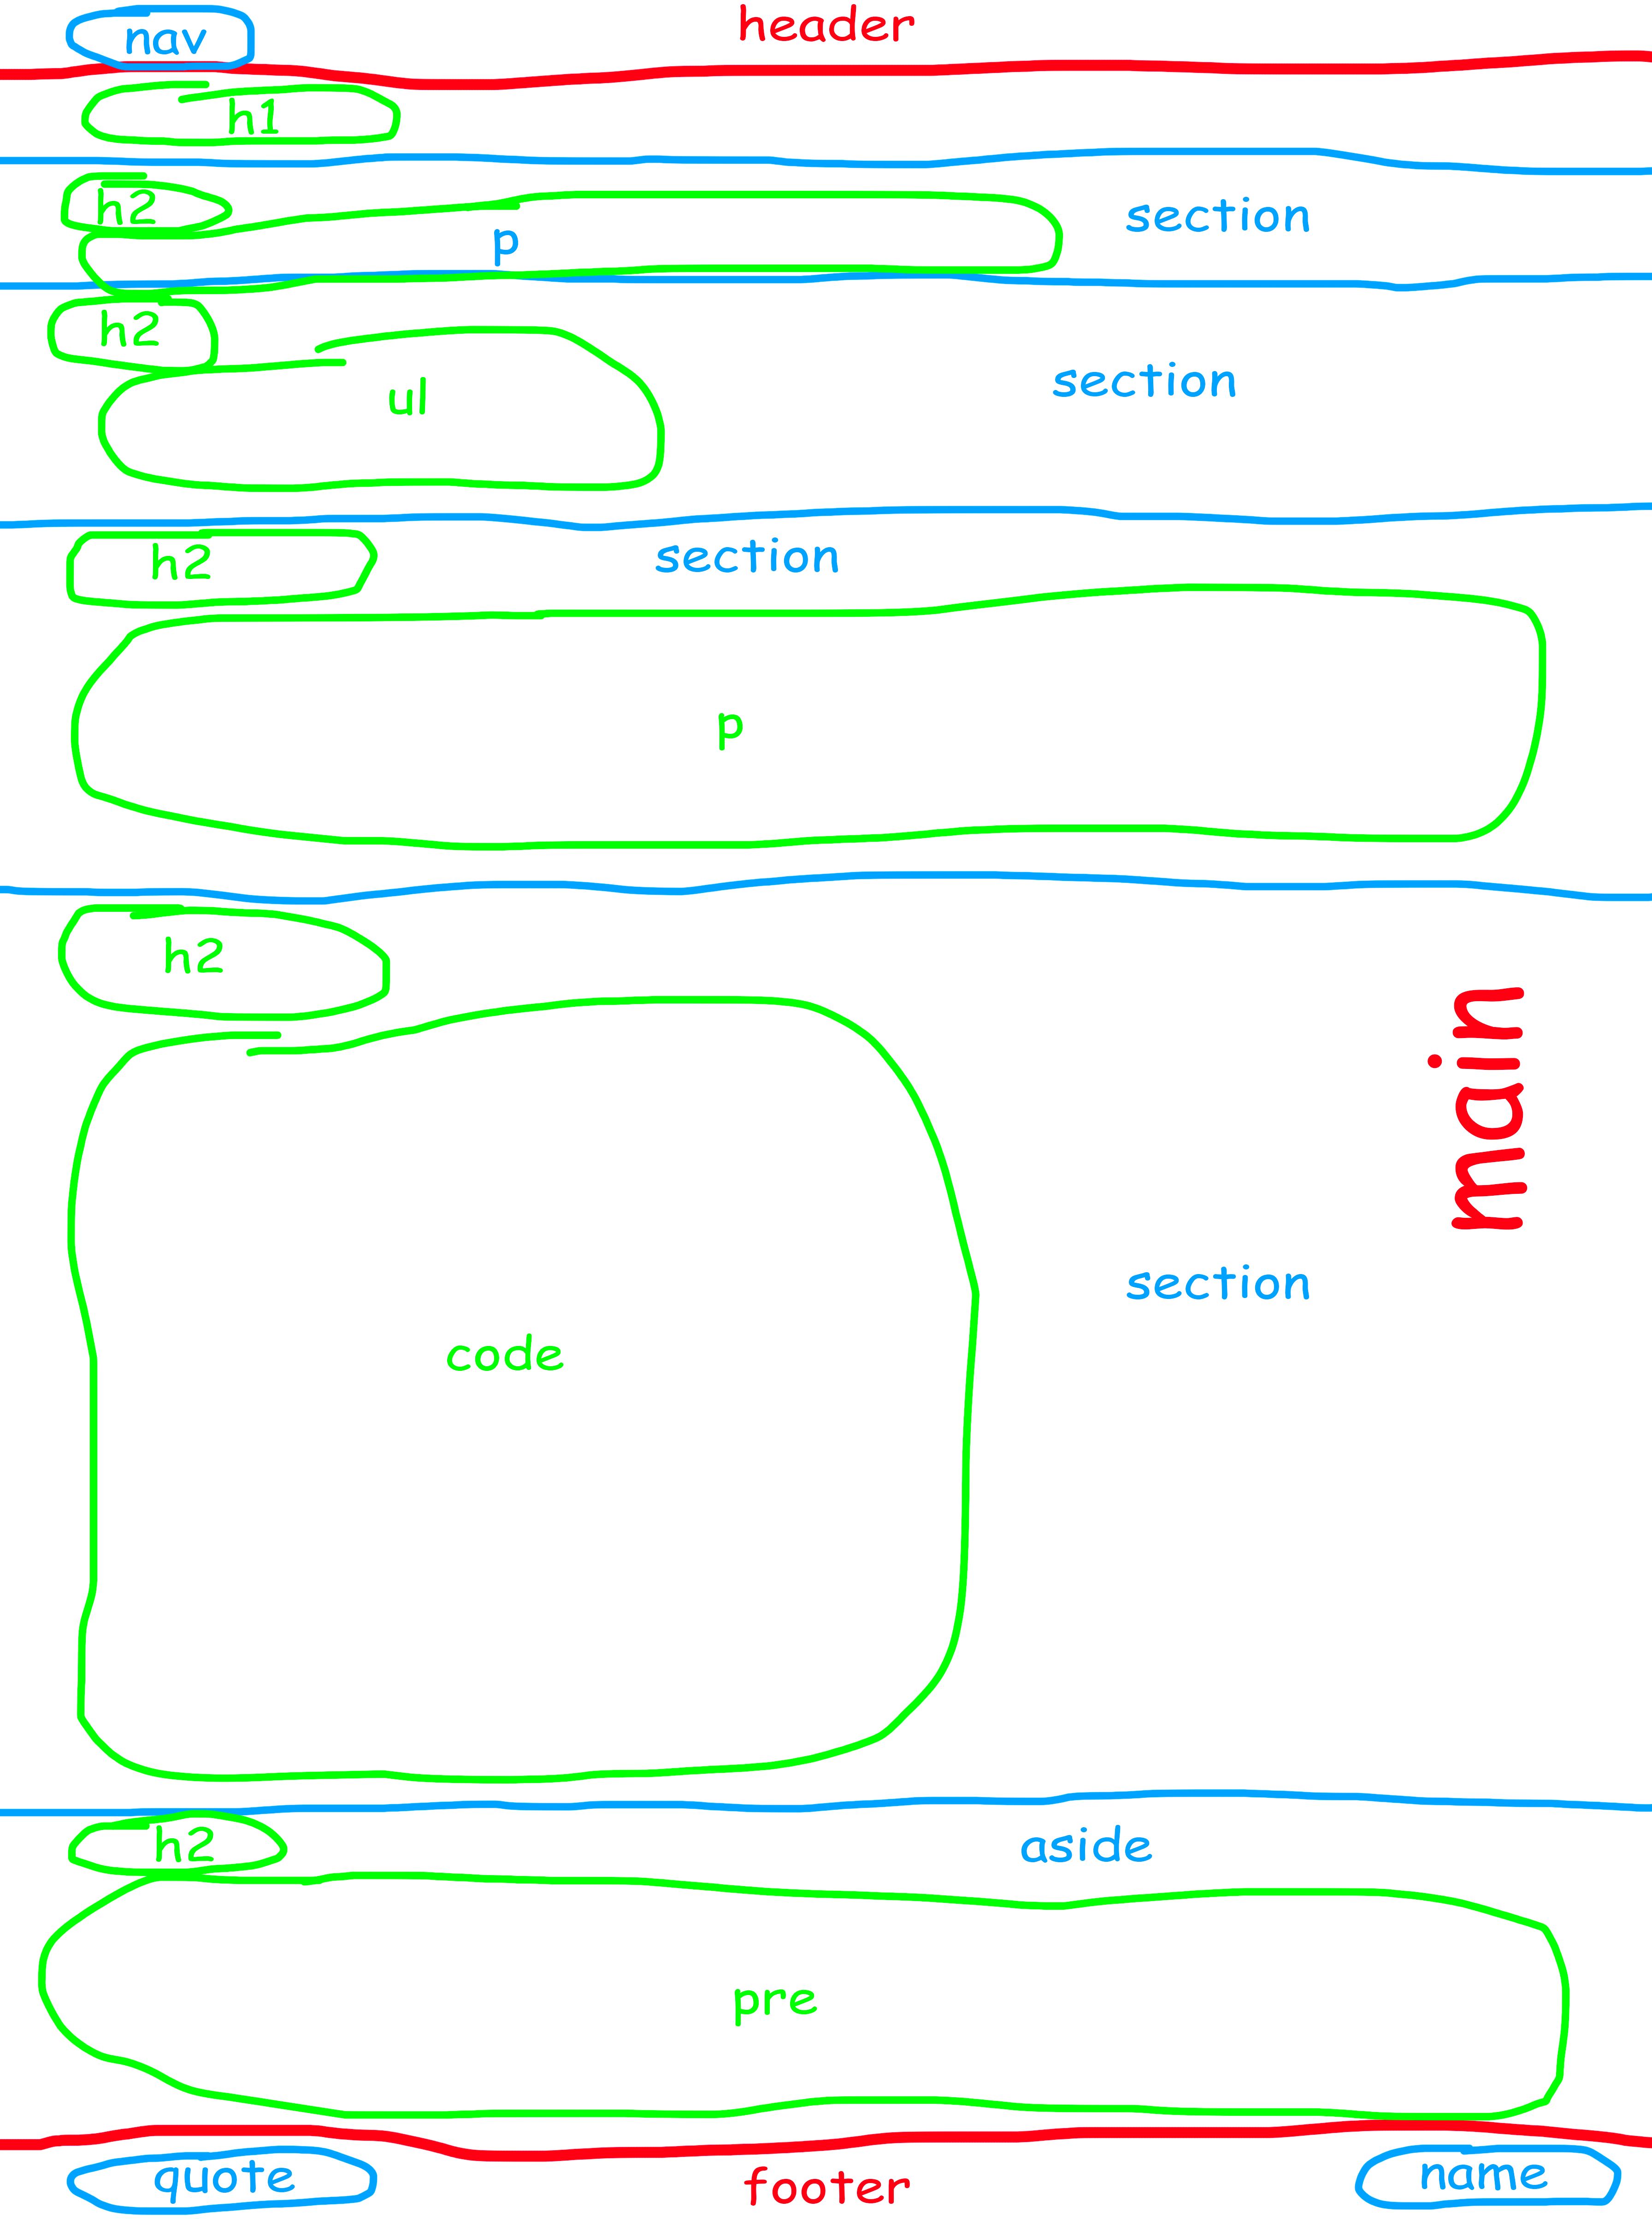 nav
header
h1
h2
section
p
h2
section
ul
h2
section
p
h2
main
section
code
h2
aside
pre
quote
footer
name